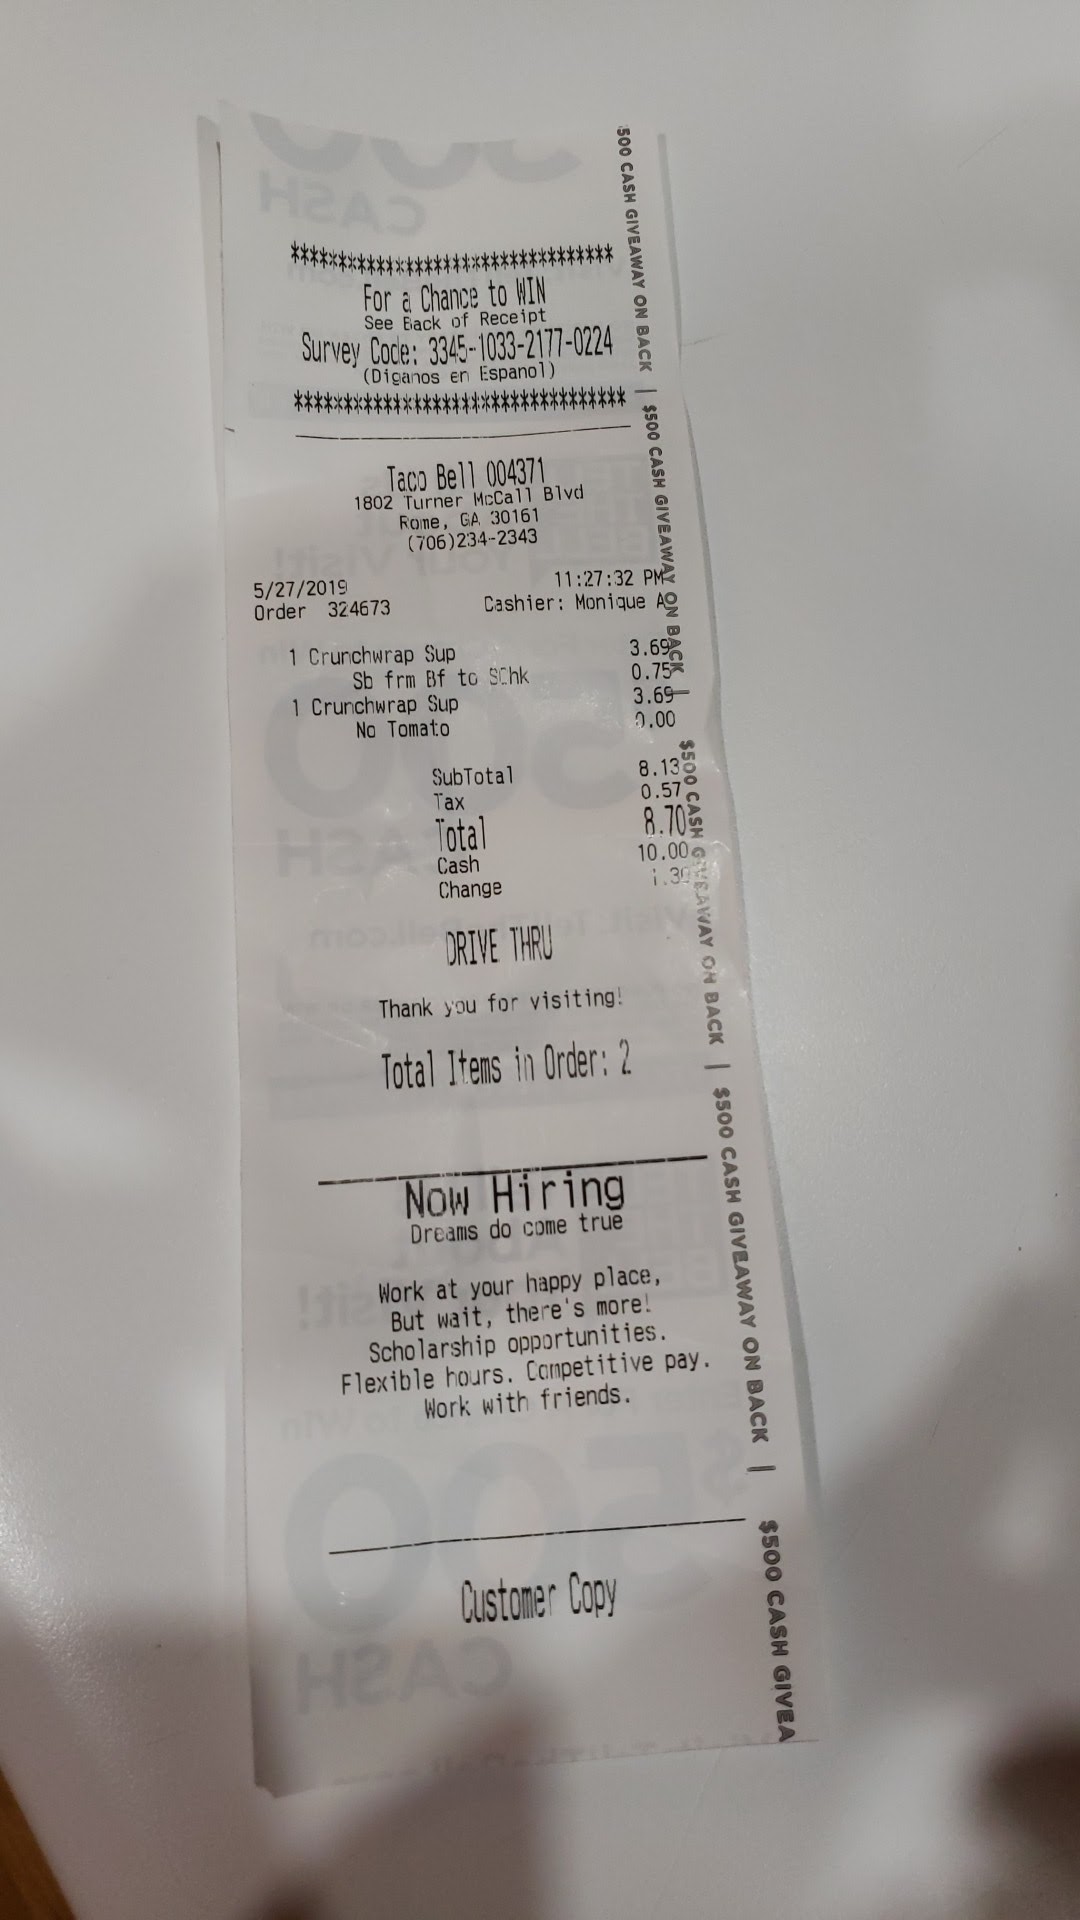 *********************************
For a Chance to WIN
See Back of Receipt
Survey Code: 3345-1033-2177-0224
(Diganos en Espanol)
*********************************
Taco Bell 004371
1802 Turner McCall Blvd
Rome, GA 30161
(706)234-2343
5/27/2019 11:27:32 PM
Order 324673 Cashier: Monique A
1 Crunchwrap Sup 3.69
Sb frm Bf to SChk 0.75
1 Crunchwrap Sup 3.69
No Tomato 0.00
SubTotal 8.13
Tax 0.57
Total 8.70
Cash 10.00
Change 1.30
DRIVE THRU
Thank you for visiting!
Total Items in Order: 2
Now Hiring
Dreams do come true
Work at your happy place,
But wait, there's more!
Scholarship opportunities.
Flexible hours. Competitive pay.
Work with friends.
Customer Copy
$500 CASH GIVEAWAY ON BACK | $500 CASH GIVEAWAY ON BACK | $500 CASH GIVEAWAY ON BACK | $500 CASH GIVEAWAY ON BACK | $500 CASH GIVEA